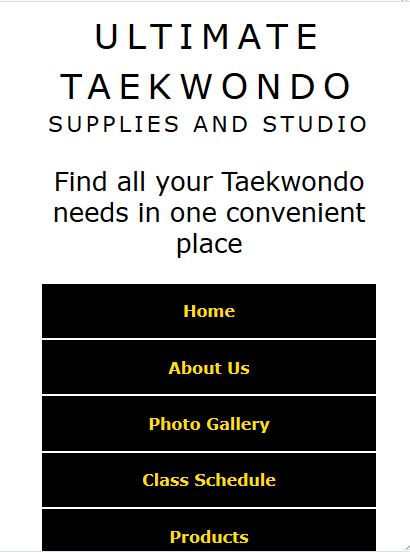 ULTIMATE
TAEKWONDO
SUPPLIES AND STUDIO
Find all your Taekwondo
needs in one convenient
place
Home
About Us
Photo Gallery
Class Schedule
Products